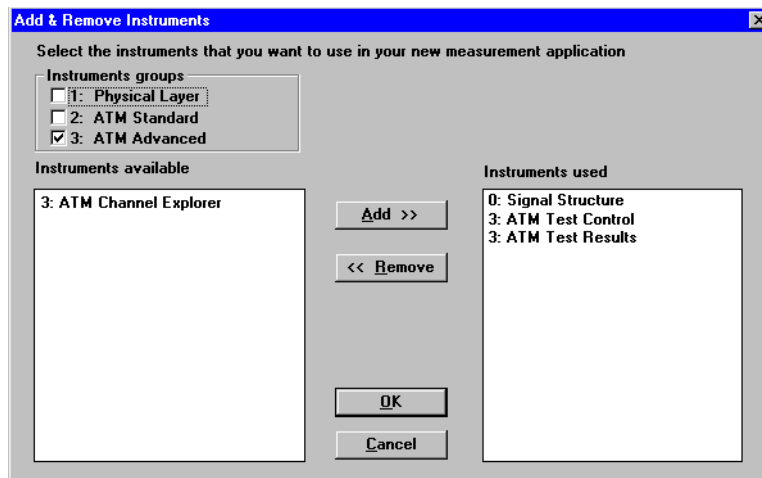 Add & Remove Instruments
Select the instruments that you want to use in your new measurement application
Instruments groups
1: Physical Layer
2: ATM Standard
3: ATM Advanced
Instruments available
Instruments used
3: ATM Channel Explorer
0: Signal Structure
3: ATM Test Control
3: ATM Test Results
Add >>
<< Remove
OK
Cancel